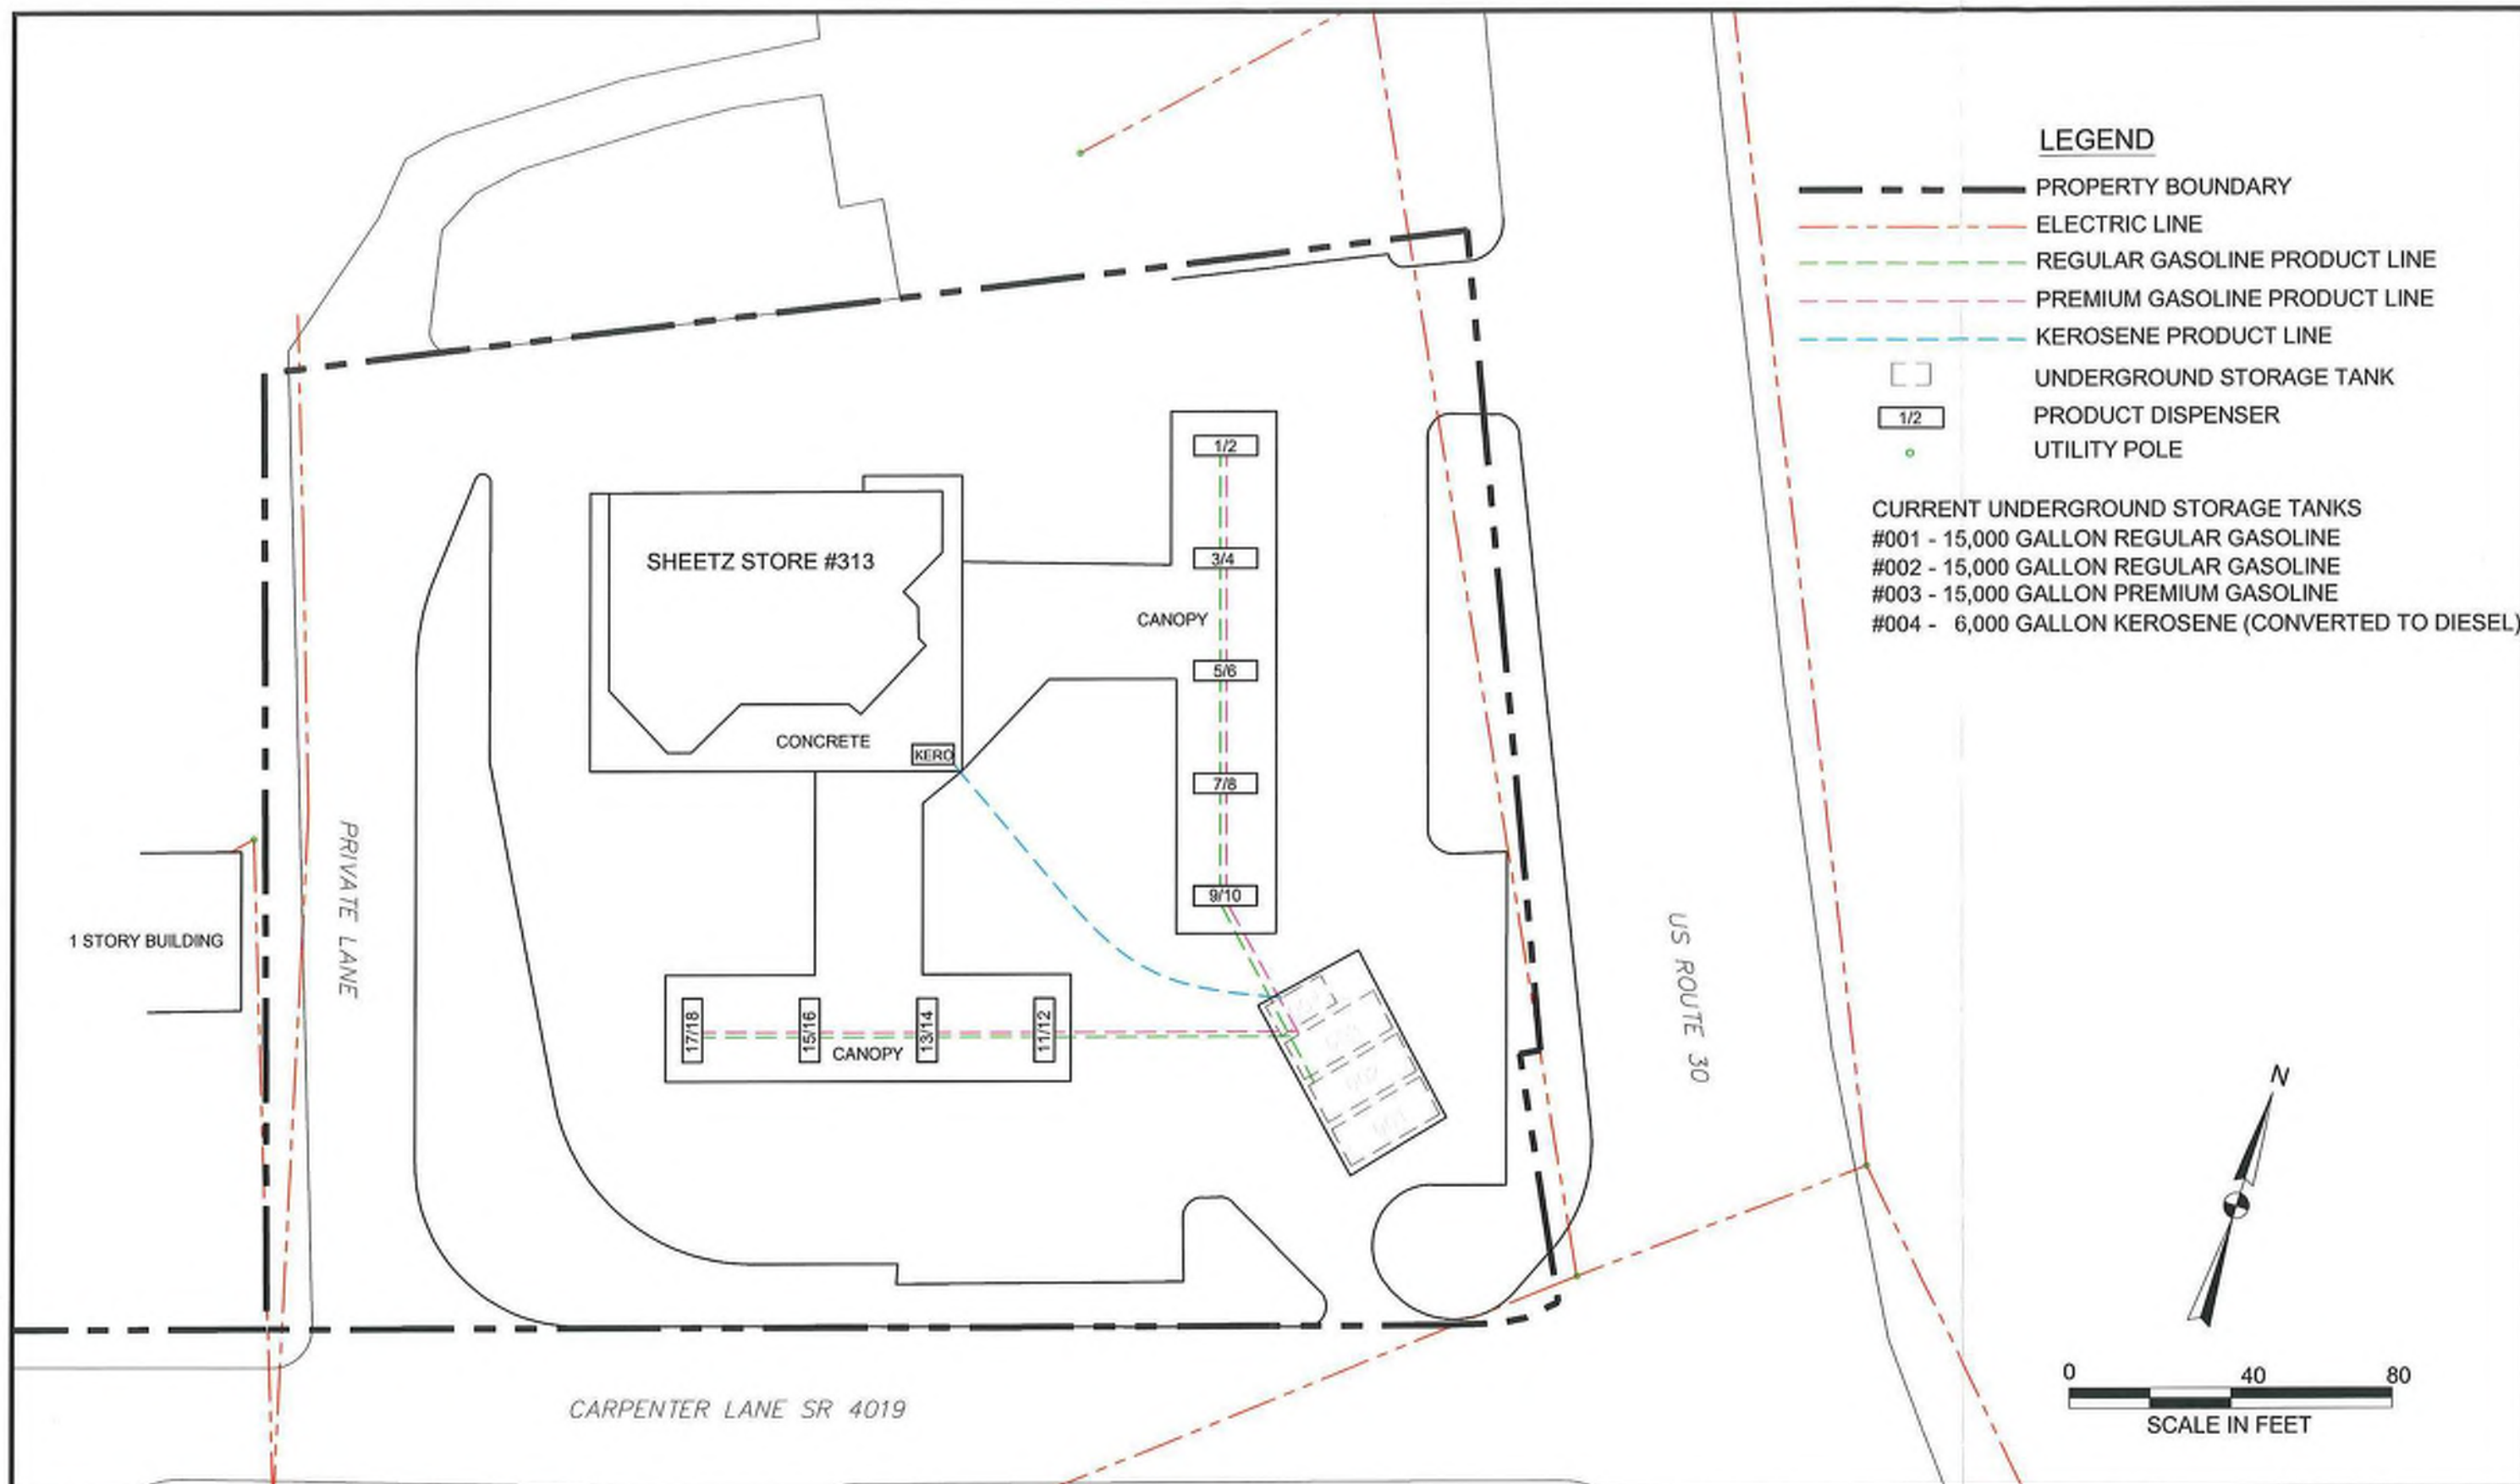 LEGEND
PROPERTY BOUNDARY
ELECTRIC LINE
REGULAR GASOLINE PRODUCT LINE
PREMIUM GASOLINE PRODUCT LINE
KEROSENE PRODUCT LINE
UNDERGROUND STORAGE TANK
1/2 PRODUCT DISPENSER
UTILITY POLE
CURRENT UNDERGROUND STORAGE TANKS
#001 - 15,000 GALLON REGULAR GASOLINE
#002 - 15,000 GALLON REGULAR GASOLINE
#003 - 15,000 GALLON PREMIUM GASOLINE
#004 - 6,000 GALLON KEROSENE (CONVERTED TO DIESEL)
1/2
3/4
SHEETZ STORE #313
CANOPY
5/6
CONCRETE
KERO
7/8
9/10
PRIVATE LANE
1 STORY BUILDING
US ROUTE 30
17/18
15/16
13/14
11/12
CANOPY
003
002
001
N
0 40 80
SCALE IN FEET
CARPENTER LANE SR 4019